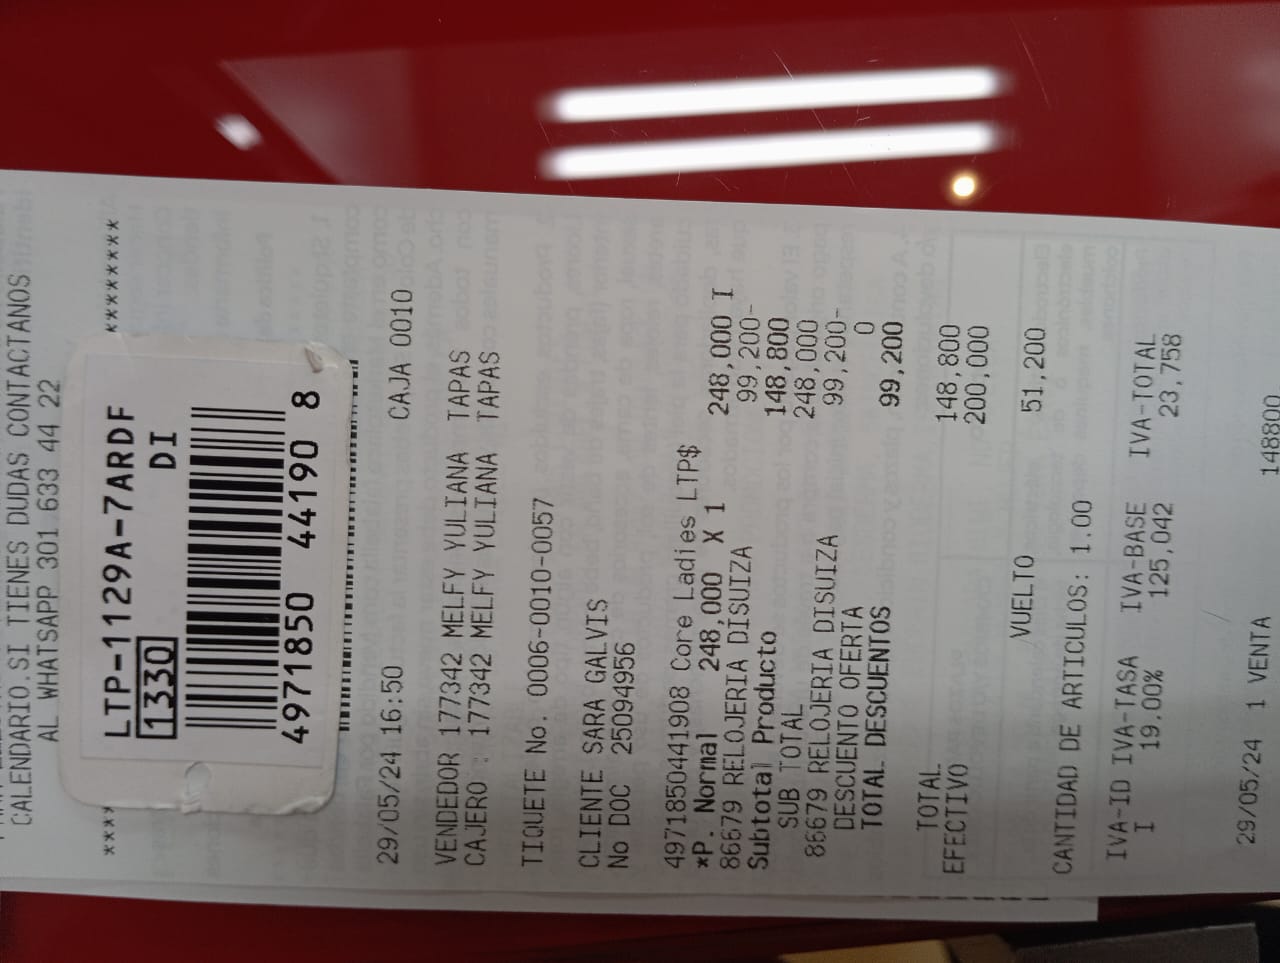 CALENDARIO.SI TIENES DUDAS CONTACTANOS
AL WHATSAPP 301 633 44 22
**** ********
LTP-1129A-7ARDF
1330 DI
4971850 44190 8
29/05/24 16:50 CAJA 0010
VENDEDOR 177342 MELFY YULIANA TAPAS
CAJERO : 177342 MELFY YULIANA TAPAS
TIQUETE No. 0006-0010-0057
CLIENTE SARA GALVIS
No DOC 25094956
4971850441908 Core Ladies LTP$
*P. Normal 248,000 X 1 248,000 I
86679 RELOJERIA DISUIZA 99,200-
Subtotal Producto 148,800
SUB TOTAL 248,000
86679 RELOJERIA DISUIZA 99,200-
DESCUENTO OFERTA 0
TOTAL DESCUENTOS 99,200
TOTAL 148,800
EFECTIVO 200,000
VUELTO 51,200
CANTIDAD DE ARTICULOS: 1.00
IVA-ID IVA-TASA IVA-BASE IVA-TOTAL
I 19.00% 125,042 23,758
29/05/24 1 VENTA 148800